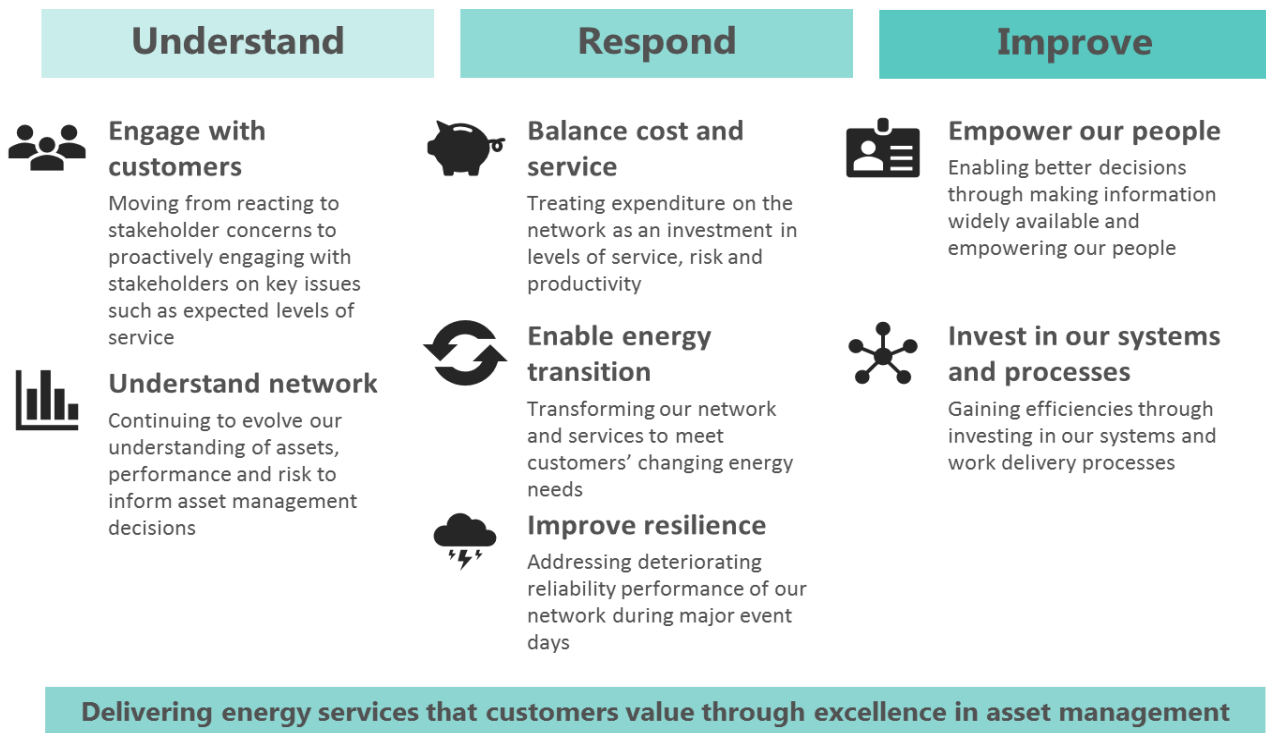 Understand
Engage with
customers
Moving from reacting to
stakeholder concerns to
proactively engaging with
stakeholders on key issues
such as expected levels of
service
Understand network
Continuing to evolve our
understanding of assets,
performance and risk to
inform asset management
decisions
Respond
Balance cost and
service
Treating expenditure on the
network as an investment in
levels of service, risk and
productivity
Enable energy
transition
Transforming our network
and services to meet
customers’ changing energy
needs
Improve resilience
Addressing deteriorating
reliability performance of our
network during major event
days
Improve
Empower our people
Enabling better decisions
through making information
widely available and
empowering our people
Invest in our systems
and processes
Gaining efficiencies through
investing in our systems and
work delivery processes
Delivering energy services that customers value through excellence in asset management